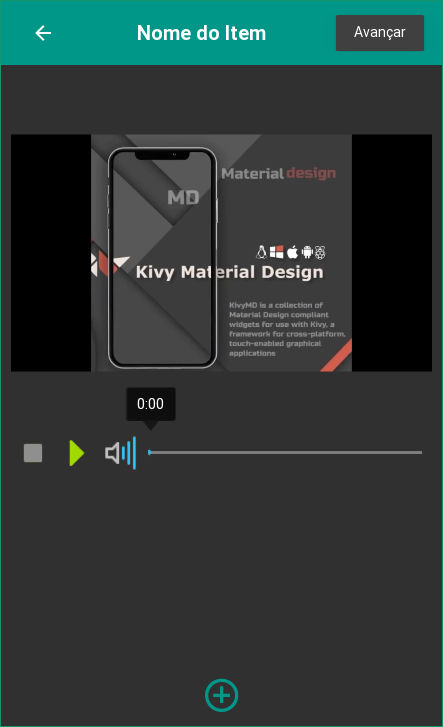 Nome do Item
Avançar
Material design
MD
Kivy Material Design
KivyMD is a collection of
Material Design compliant
widgets for use with Kivy, a
framework for cross-platform,
touch-enabled graphical
applications
0:00